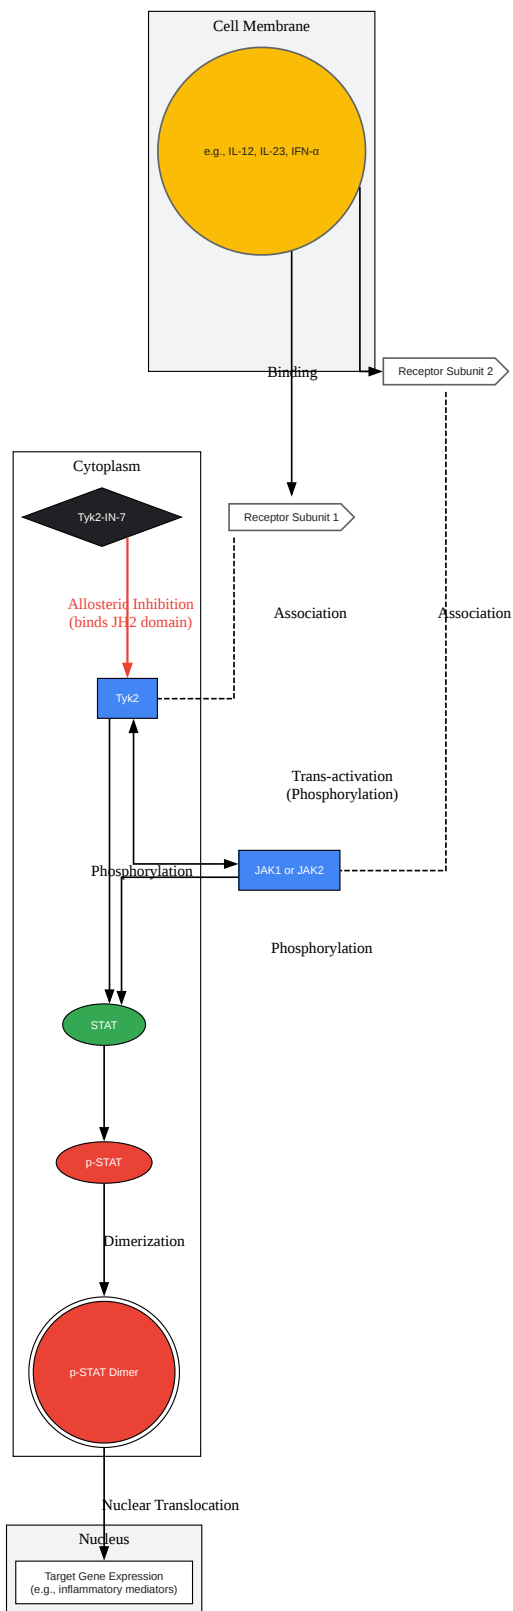 Cell Membrane
e.g., IL-12, IL-23, IFN-α
Binding
Receptor Subunit 2
Cytoplasm
Tyk2-IN-7
Receptor Subunit 1
Allosteric Inhibition
(binds JH2 domain)
Association
Association
Tyk2
Trans-activation
(Phosphorylation)
Phosphorylation
JAK1 or JAK2
Phosphorylation
STAT
p-STAT
Dimerization
p-STAT Dimer
Nuclear Translocation
Nucleus
Target Gene Expression
(e.g., inflammatory mediators)